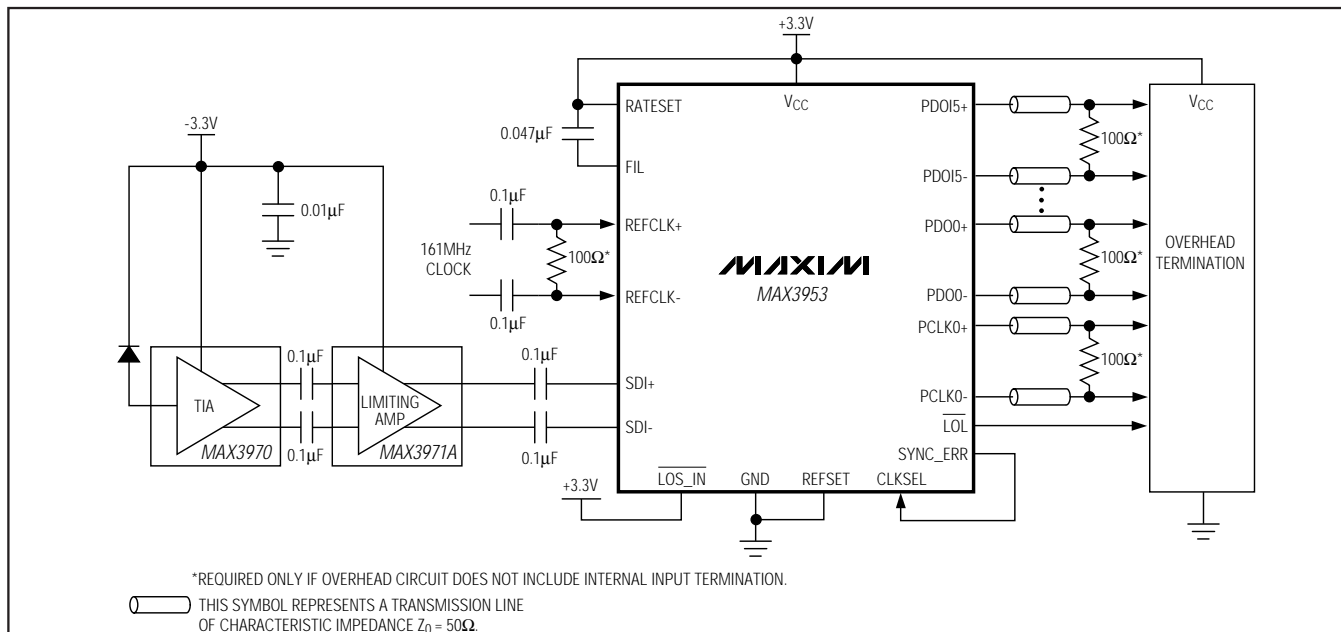 +3.3V
RATESET
VCC
PDO15+
VCC
-3.3V
0.047µF
100Ω*
FIL
PDO15-
0.1µF
0.01µF
REFCLK+
PDO0+
161MHz
CLOCK
100Ω*
MAXIM
MAX3953
100Ω*
OVERHEAD
TERMINATION
REFCLK-
PDO0-
0.1µF
PCLK0+
0.1µF
0.1µF
100Ω*
SDI+
PCLK0-
TIA
LIMITING
AMP
SDI-
LOL
MAX3970
0.1µF
MAX3971A
0.1µF
SYNC_ERR
+3.3V
LOS_IN
GND
REFSET
CLKSEL
*REQUIRED ONLY IF OVERHEAD CIRCUIT DOES NOT INCLUDE INTERNAL INPUT TERMINATION.
THIS SYMBOL REPRESENTS A TRANSMISSION LINE
OF CHARACTERISTIC IMPEDANCE Z0 = 50Ω.